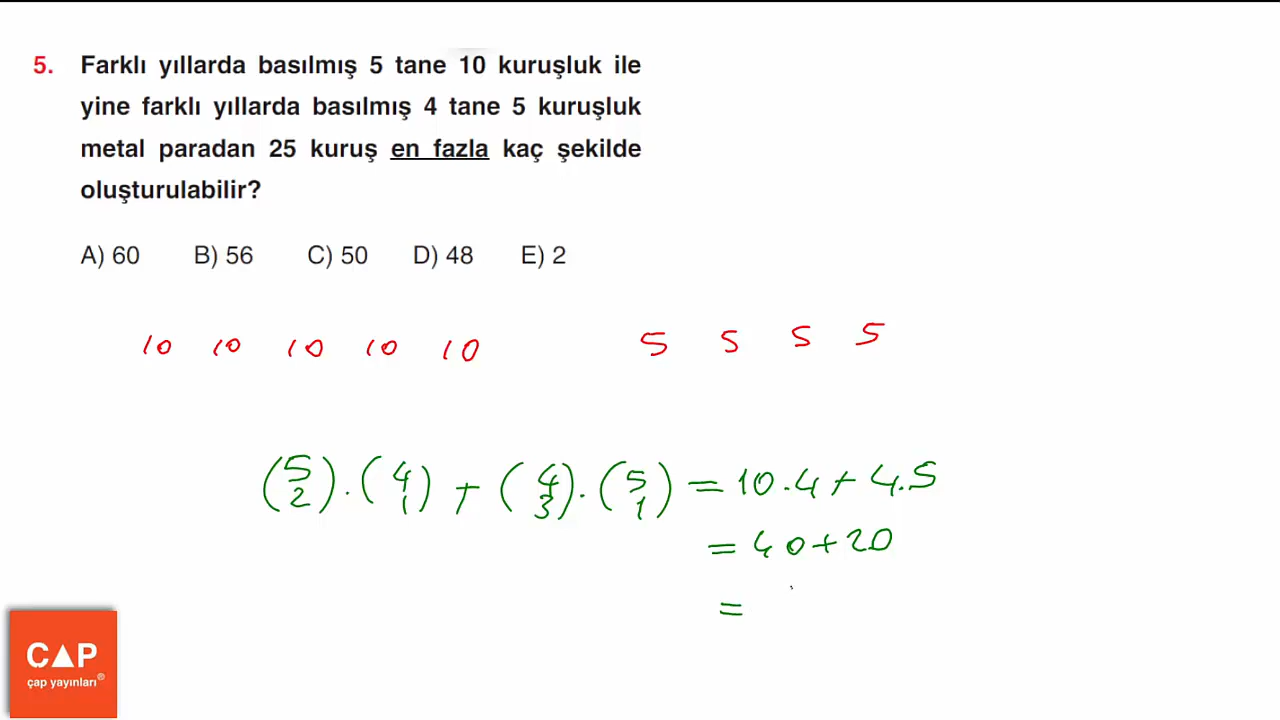 5. Farklı yıllarda basılmış 5 tane 10 kuruşluk ile
yine farklı yıllarda basılmış 4 tane 5 kuruşluk
metal paradan 25 kuruş en fazla kaç şekilde
oluşturulabilir?
A) 60 B) 56 C) 50 D) 48 E) 2
10 10 10 10 10 5 5 5 5
(5 2).(4 1) + (4 3).(5 1) = 10.4 + 4.5
= 40+20
=
ÇAP
çap yayınları®